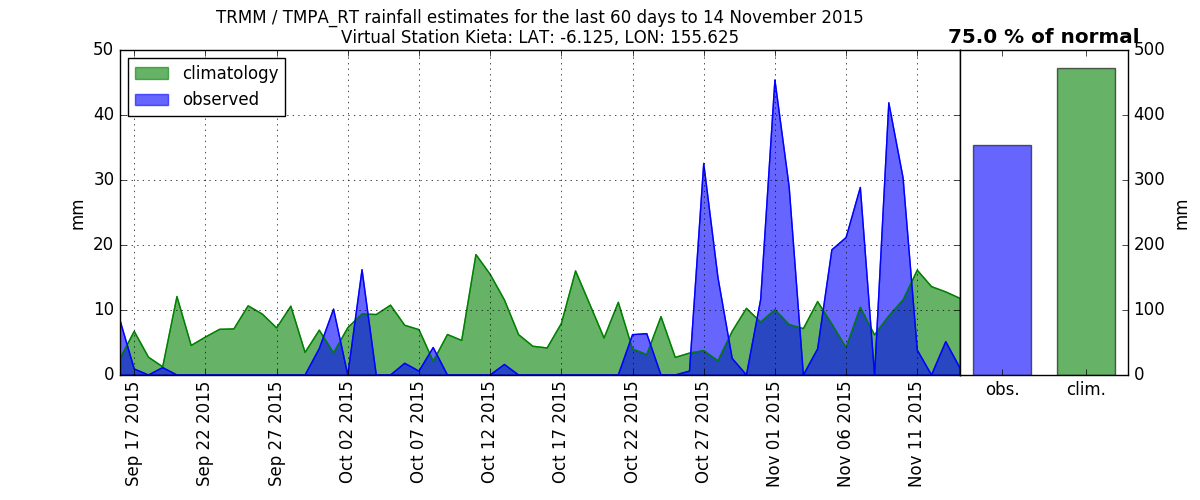 TRMM / TMPA_RT rainfall estimates for the last 60 days to 14 November 2015
Virtual Station Kieta: LAT: -6.125, LON: 155.625
75.0 % of normal
climatology
observed
mm
50
40
30
20
10
0
Sep 17 2015
Sep 22 2015
Sep 27 2015
Oct 02 2015
Oct 07 2015
Oct 12 2015
Oct 17 2015
Oct 22 2015
Oct 27 2015
Nov 01 2015
Nov 06 2015
Nov 11 2015
obs.
clim.
500
400
300
200
100
0
mm